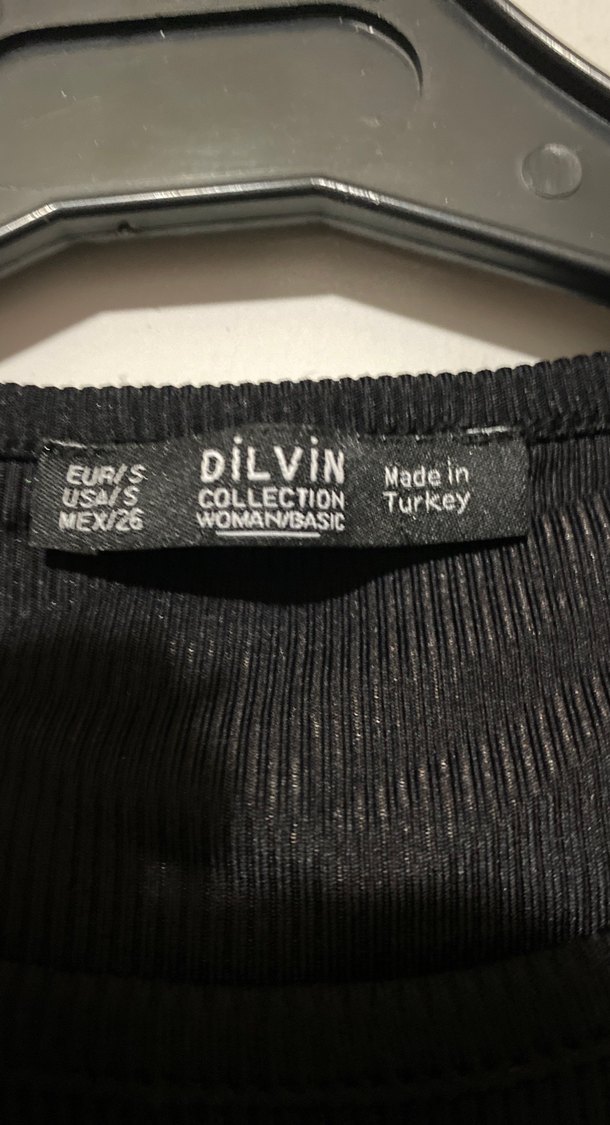 EUR/S
USA/S
MEX/26
DİLVİN
COLLECTION
WOMAN/BASIC
Made in
Turkey